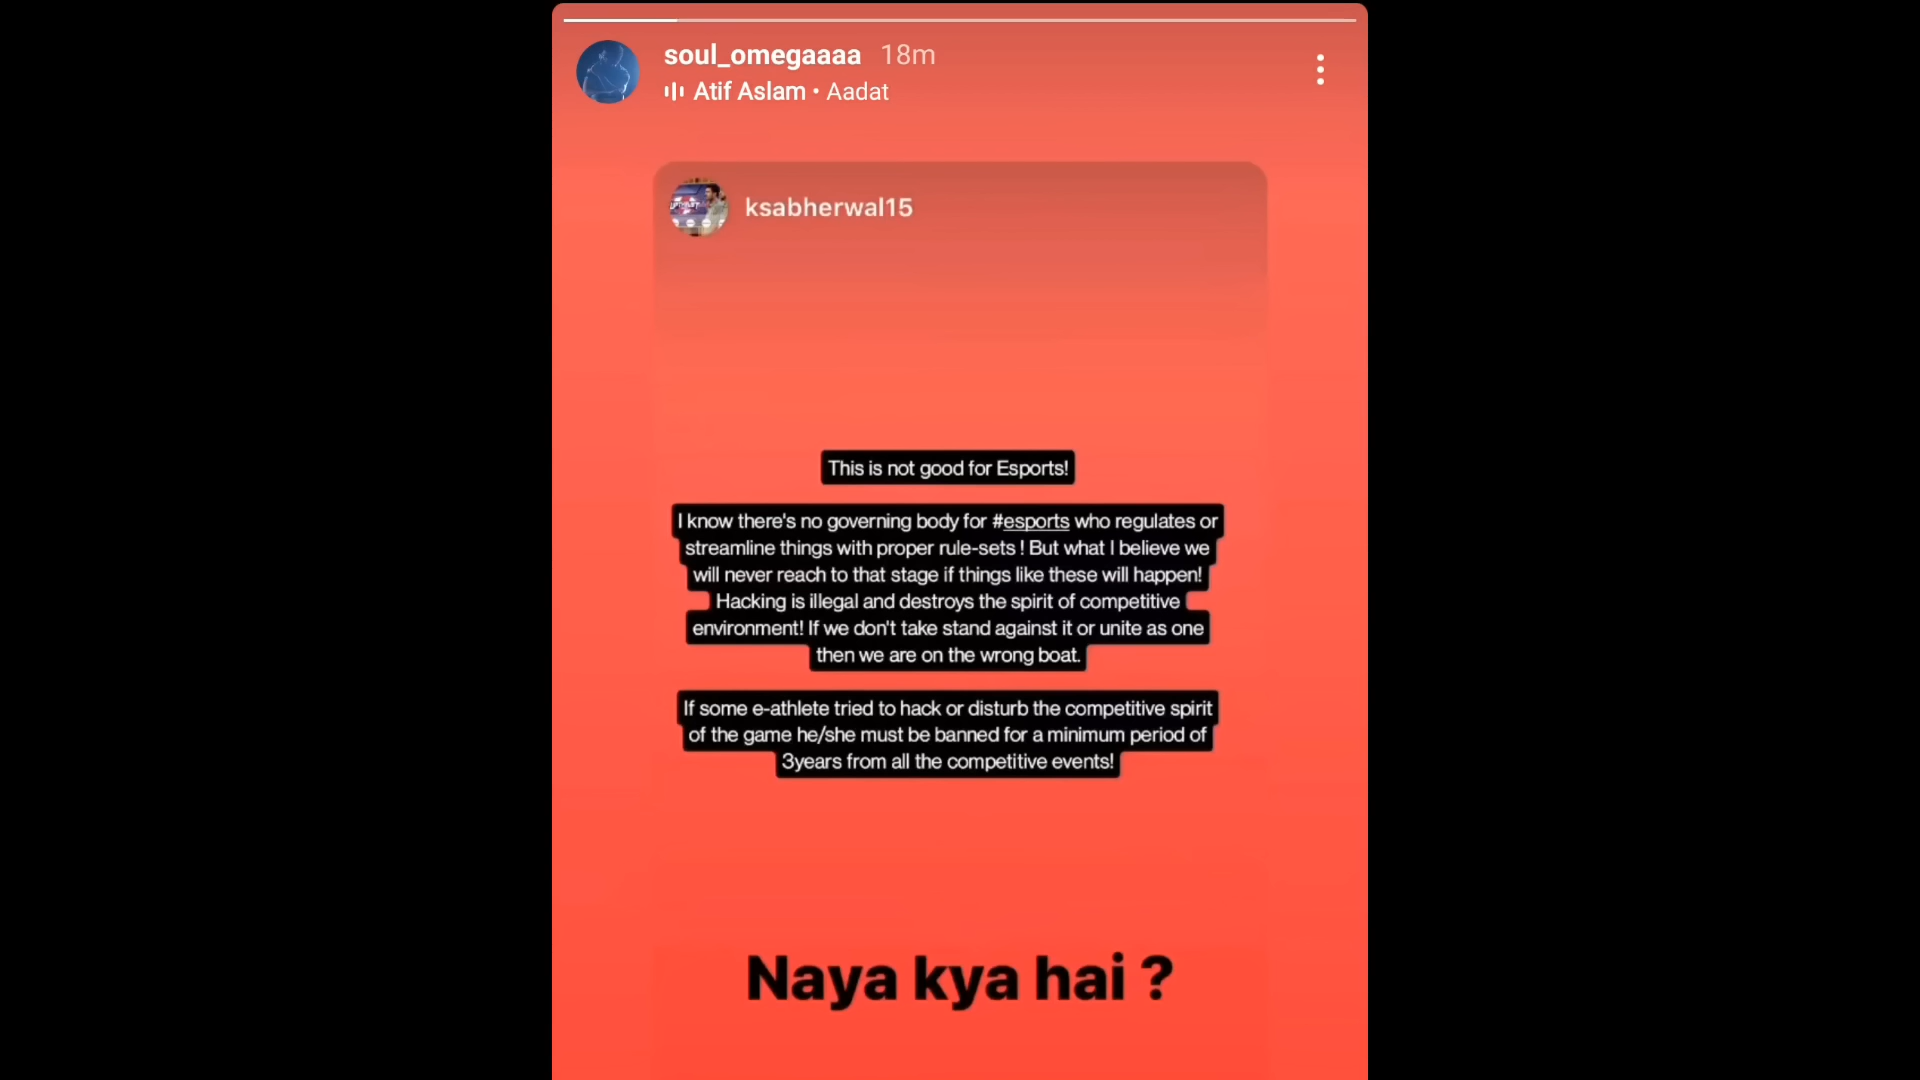 soul_omegaaaa 18m
Atif Aslam • Aadat
ksabherwal15
This is not good for Esports!
I know there's no governing body for #esports who regulates or
streamline things with proper rule-sets ! But what I believe we
will never reach to that stage if things like these will happen!
Hacking is illegal and destroys the spirit of competitive
environment! If we don't take stand against it or unite as one
then we are on the wrong boat.
If some e-athlete tried to hack or disturb the competitive spirit
of the game he/she must be banned for a minimum period of
3years from all the competitive events!
Naya kya hai ?